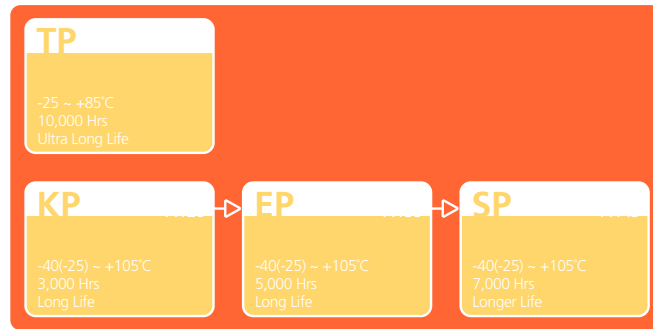 TP
-25 ~ +85˚C
10,000 Hrs
Ultra Long Life
KP
-40(-25) ~ +105˚C
3,000 Hrs
Long Life
EP
-40(-25) ~ +105˚C
5,000 Hrs
Long Life
SP
-40(-25) ~ +105˚C
7,000 Hrs
Longer Life